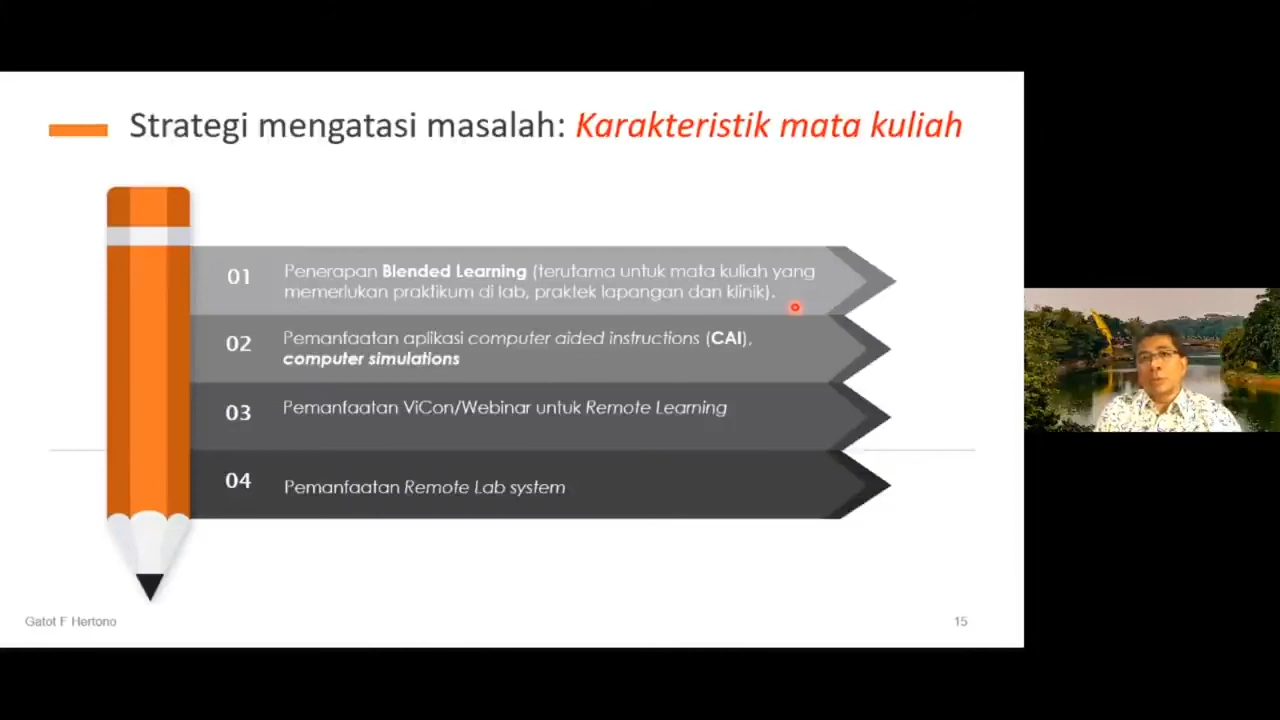 Strategi mengatasi masalah: Karakteristik mata kuliah
01
Penerapan Blended Learning (terutama untuk mata kuliah yang
memerlukan praktikum di lab, praktek lapangan dan klinik).
02
Pemanfaatan aplikasi computer aided instructions (CAI),
computer simulations
03
Pemanfaatan ViCon/Webinar untuk Remote Learning
04
Pemanfaatan Remote Lab system
Gatot F Hertono
15